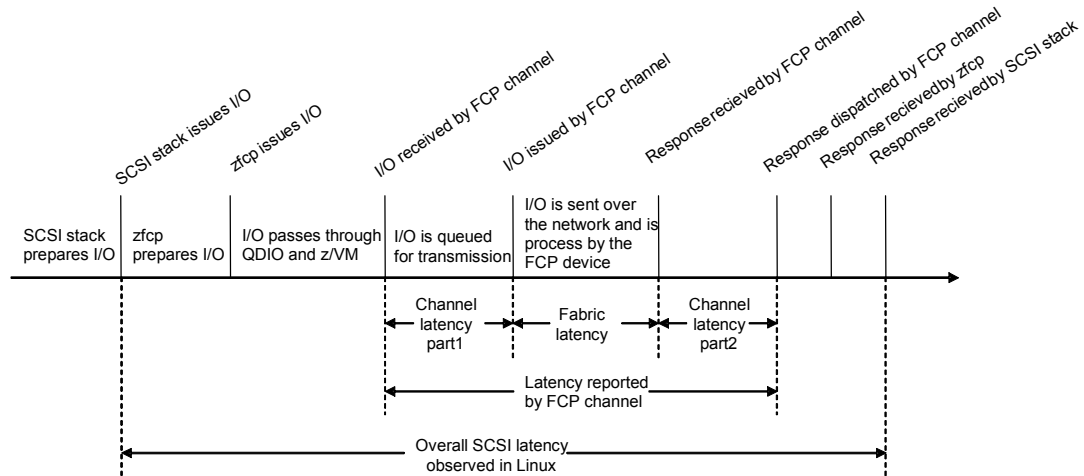 SCSI stack issues I/O
zfcp issues I/O
I/O received by FCP channel
I/O issued by FCP channel
Response recieved by FCP channel
Response dispatched by FCP channel
Response recieved by zfcp
Response recieved by SCSI stack
SCSI stack
prepares I/O
zfcp
prepares I/O
I/O passes through
QDIO and z/VM
I/O is queued
for transmission
I/O is sent over
the network and is
process by the
FCP device
Channel
latency
part1
Fabric
latency
Channel
latency
part2
Latency reported
by FCP channel
Overall SCSI latency
observed in Linux